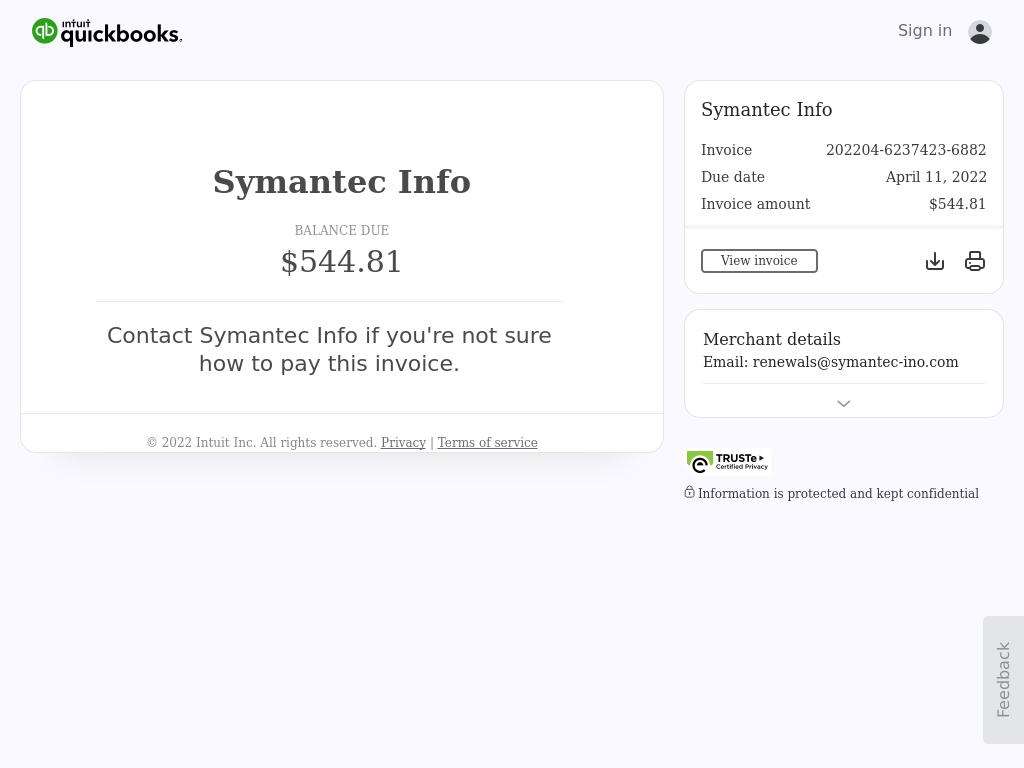 intuit
quickbooks.
Sign in
Symantec Info
BALANCE DUE
$544.81
Contact Symantec Info if you're not sure
how to pay this invoice.
© 2022 Intuit Inc. All rights reserved. Privacy | Terms of service
Symantec Info
Invoice 202204-6237423-6882
Due date April 11, 2022
Invoice amount $544.81
View invoice
Merchant details
Email: renewals@symantec-ino.com
TRUSTe
Certified Privacy
Information is protected and kept confidential
Feedback